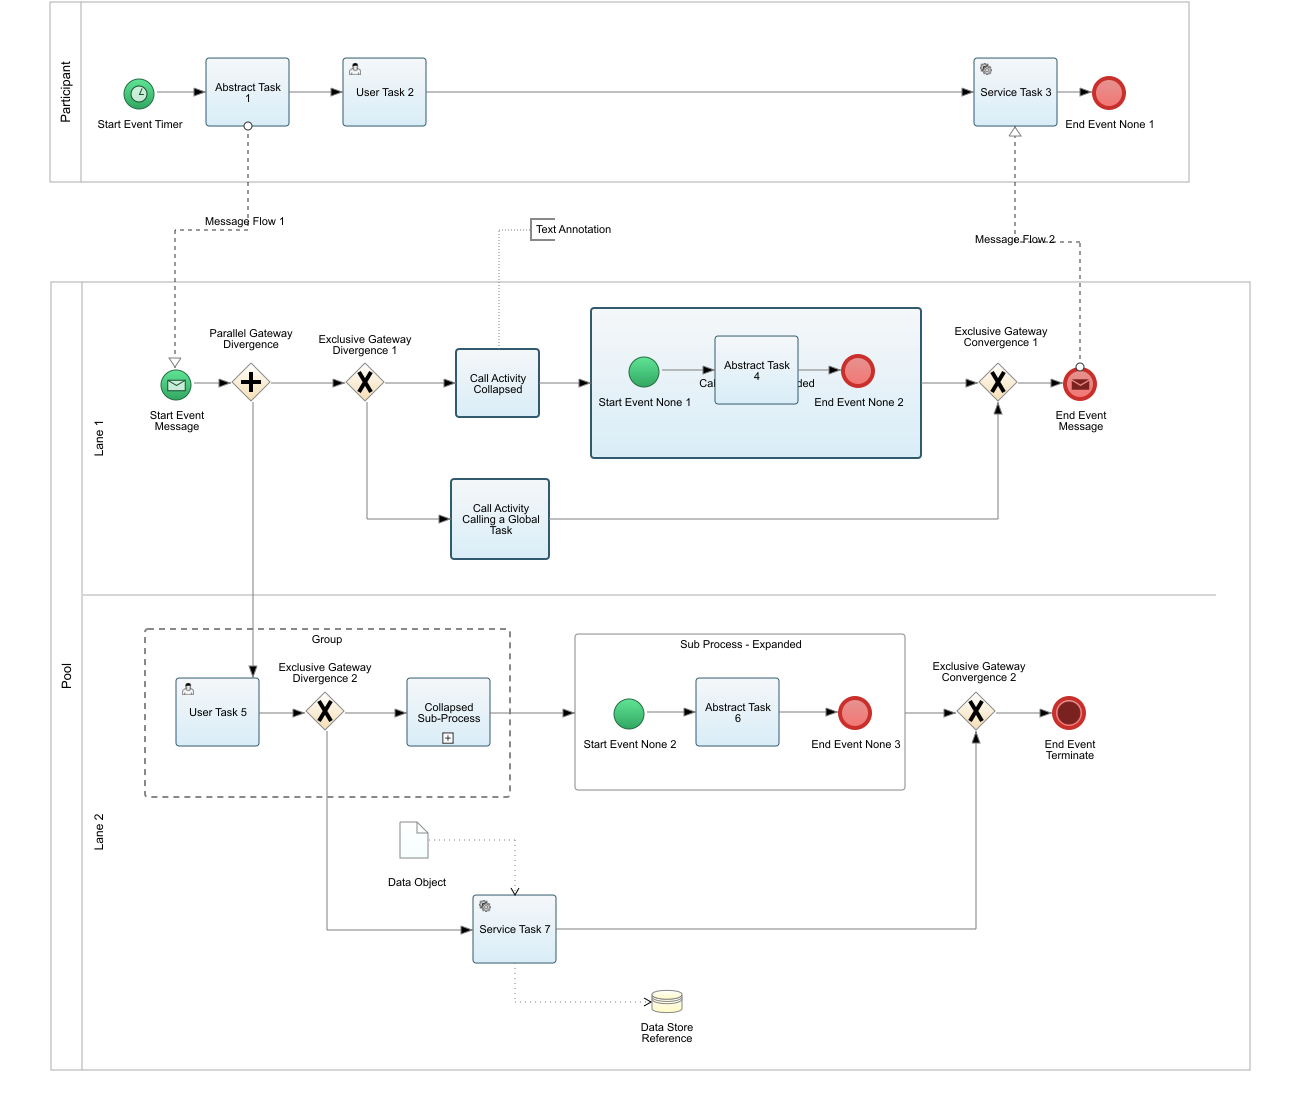 Participant
Start Event Timer
Abstract Task
1
User Task 2
Service Task 3
End Event None 1
Message Flow 1
Text Annotation
Message Flow 2
Pool
Lane 1
Start Event
Message
Parallel Gateway
Divergence
Exclusive Gateway
Divergence 1
Call Activity
Collapsed
Start Event None 1
Abstract Task
4
End Event None 2
Exclusive Gateway
Convergence 1
End Event
Message
Call Activity
Calling a Global
Task
Lane 2
Group
User Task 5
Exclusive Gateway
Divergence 2
Collapsed
Sub-Process
Sub Process - Expanded
Start Event None 2
Abstract Task
6
End Event None 3
Exclusive Gateway
Convergence 2
End Event
Terminate
Data Object
Service Task 7
Data Store
Reference